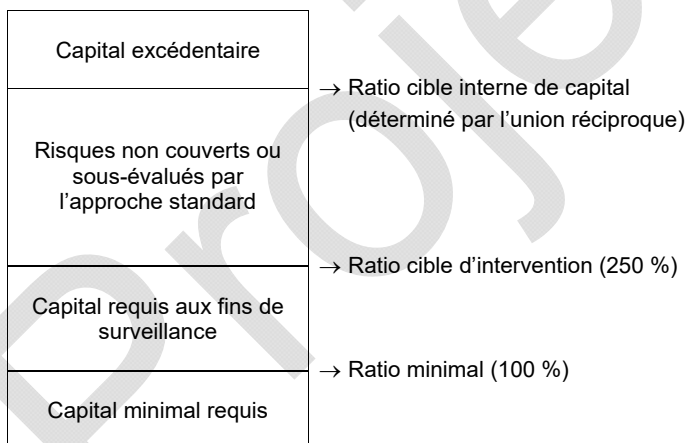 Capital excédentaire
→ Ratio cible interne de capital
(déterminé par l’union réciproque)
Risques non couverts ou
sous-évalués par
l’approche standard
→ Ratio cible d’intervention (250 %)
Capital requis aux fins de
surveillance
→ Ratio minimal (100 %)
Capital minimal requis
Proje